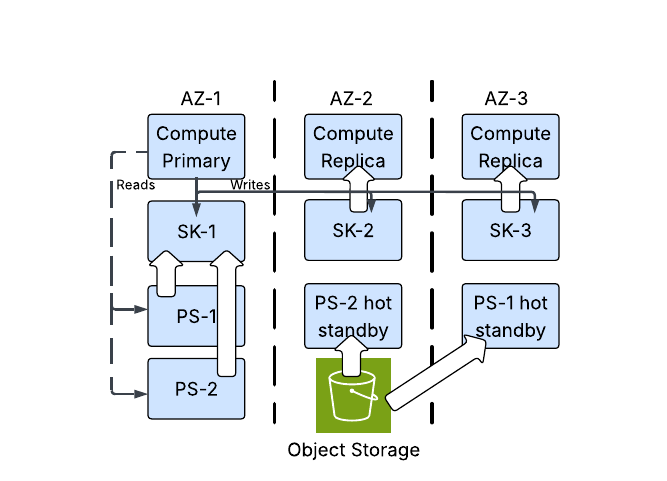 AZ-1
AZ-2
AZ-3
Compute
Primary
Compute
Replica
Compute
Replica
Reads
Writes
SK-1
SK-2
SK-3
PS-1
PS-2 hot
standby
PS-1 hot
standby
PS-2
Object Storage